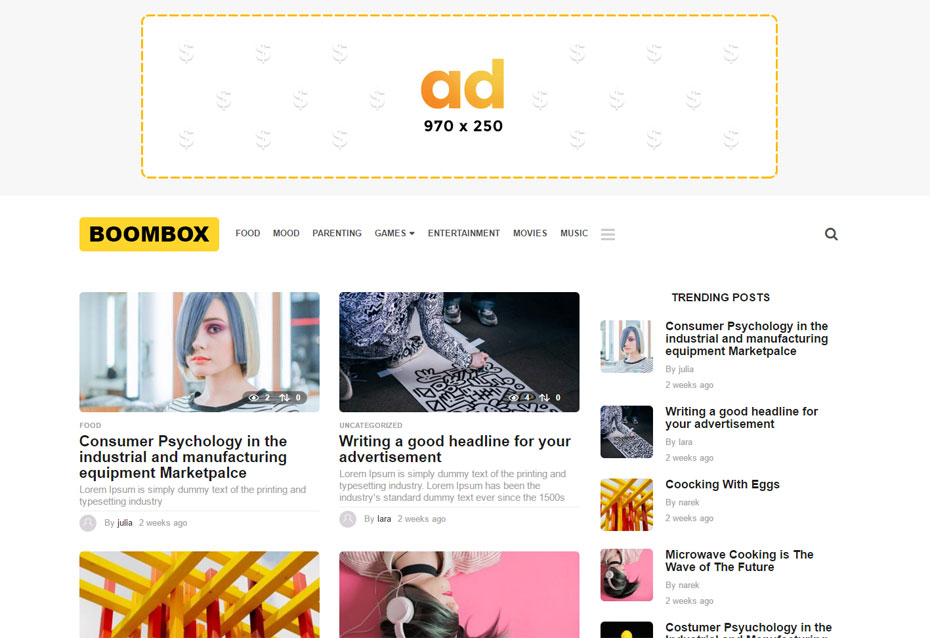 ad
970 x 250
BOOMBOX
FOOD MOOD PARENTING GAMES ENTERTAINMENT MOVIES MUSIC
2 0
FOOD
Consumer Psychology in the
industrial and manufacturing
equipment Marketpalce
Lorem Ipsum is simply dummy text of the printing and
typesetting industry
By julia 2 weeks ago
4 0
UNCATEGORIZED
Writing a good headline for your
advertisement
Lorem Ipsum is simply dummy text of the printing and
typesetting industry. Lorem Ipsum has been the
industry's standard dummy text ever since the 1500s
By lara 2 weeks ago
TRENDING POSTS
Consumer Psychology in the
industrial and manufacturing
equipment Marketpalce
By julia
2 weeks ago
Writing a good headline for
your advertisement
By lara
2 weeks ago
Coocking With Eggs
By narek
2 weeks ago
Microwave Cooking is The
Wave of The Future
By narek
2 weeks ago
Costumer Psyuchology in the
Industrial and Manufacturing